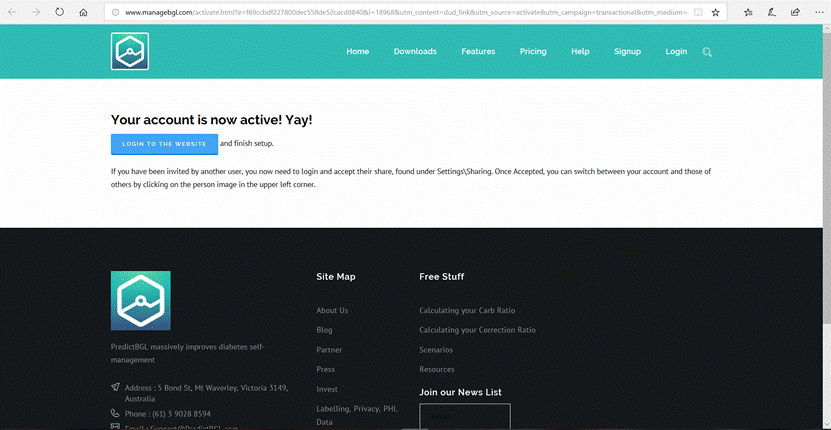 www.managebgl.com/activate.html?e=f69ccbdf227800dec558de52cacd8840&i=18968&utm_content=dud_link&utm_source=activate&utm_campaign=transactional&utm_medium=
Home Downloads Features Pricing Help Signup Login
Your account is now active! Yay!
LOGIN TO THE WEBSITE and finish setup.
If you have been invited by another user, you now need to login and accept their share, found under Settings\Sharing. Once Accepted, you can switch between your account and those of
others by clicking on the person image in the upper left corner.
PredictBGL massively improves diabetes self-
management
Address : 5 Bond St, Mt Waverley, Victoria 3149,
Australia
Phone : (61) 3 9028 8594
Email : Support@PredictBGL.com
Site Map
About Us
Blog
Partner
Press
Invest
Labelling, Privacy, PHI,
Data
Free Stuff
Calculating your Carb Ratio
Calculating your Correction Ratio
Scenarios
Resources
Join our News List